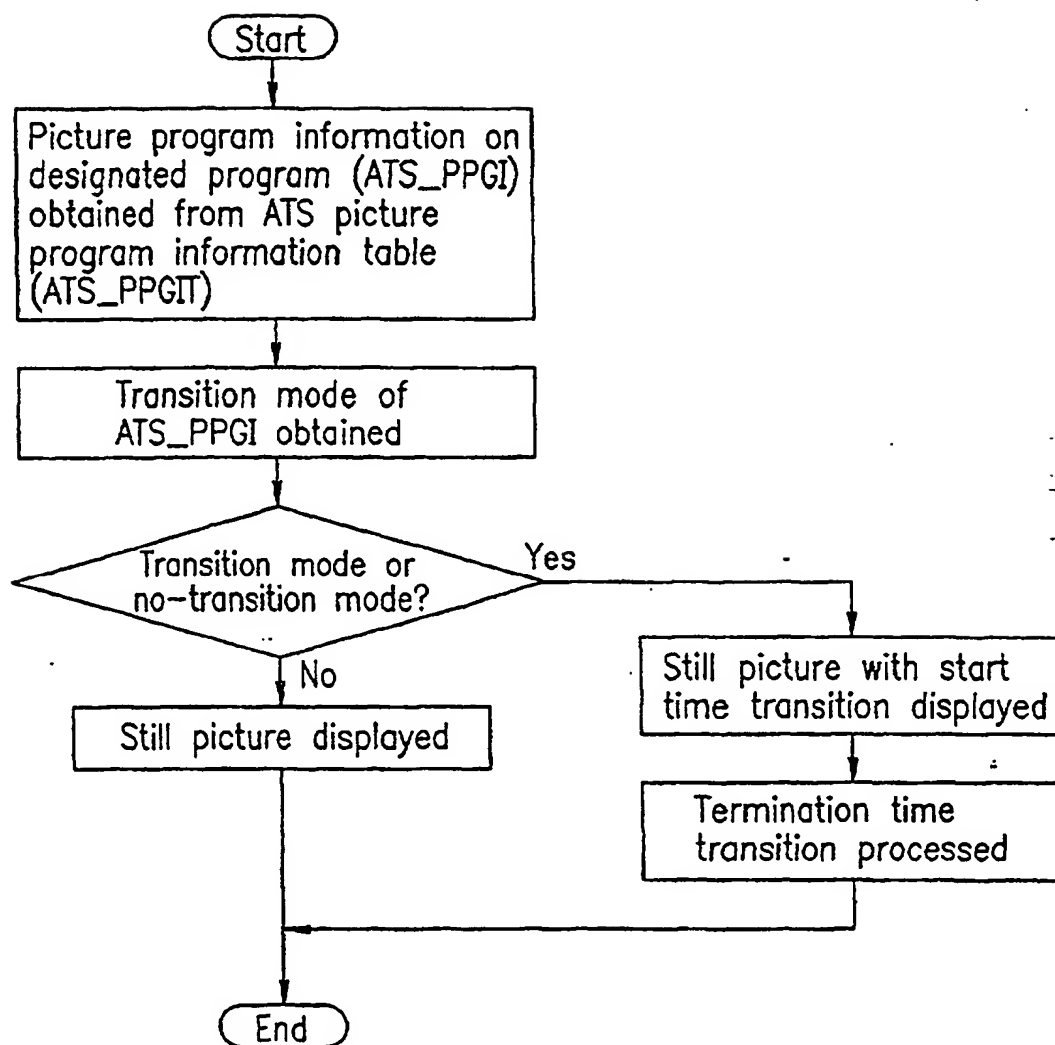 Start
Picture program information on
designated program (ATS_PPGI)
obtained from ATS picture
program information table
(ATS_PPGIT)
Transition mode of
ATS_PPGI obtained
Transition mode or
no-transition mode?
Yes
No
Still picture with start
time transition displayed
Still picture displayed
Termination time
transition processed
End